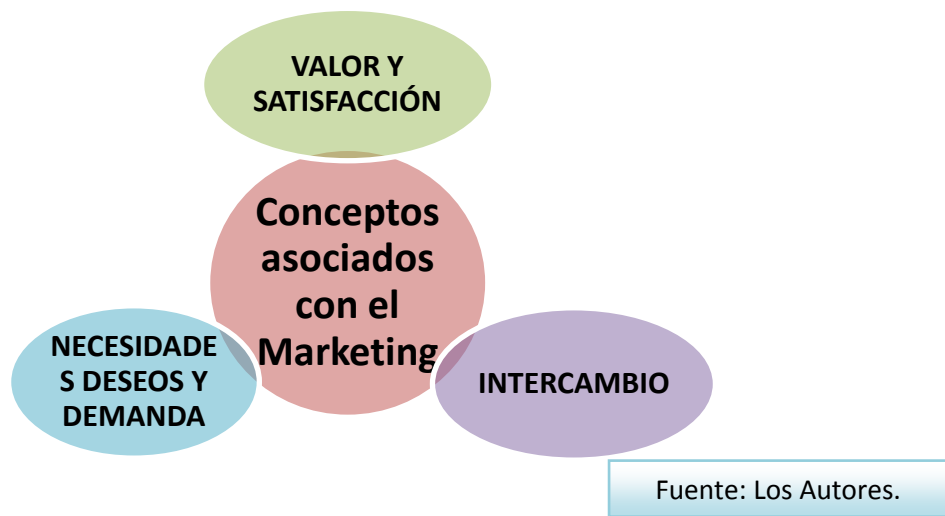 VALOR Y
SATISFACCIÓN
Conceptos
asociados
con el
Marketing
NECESIDADE
S DESEOS Y
DEMANDA
INTERCAMBIO
Fuente: Los Autores.